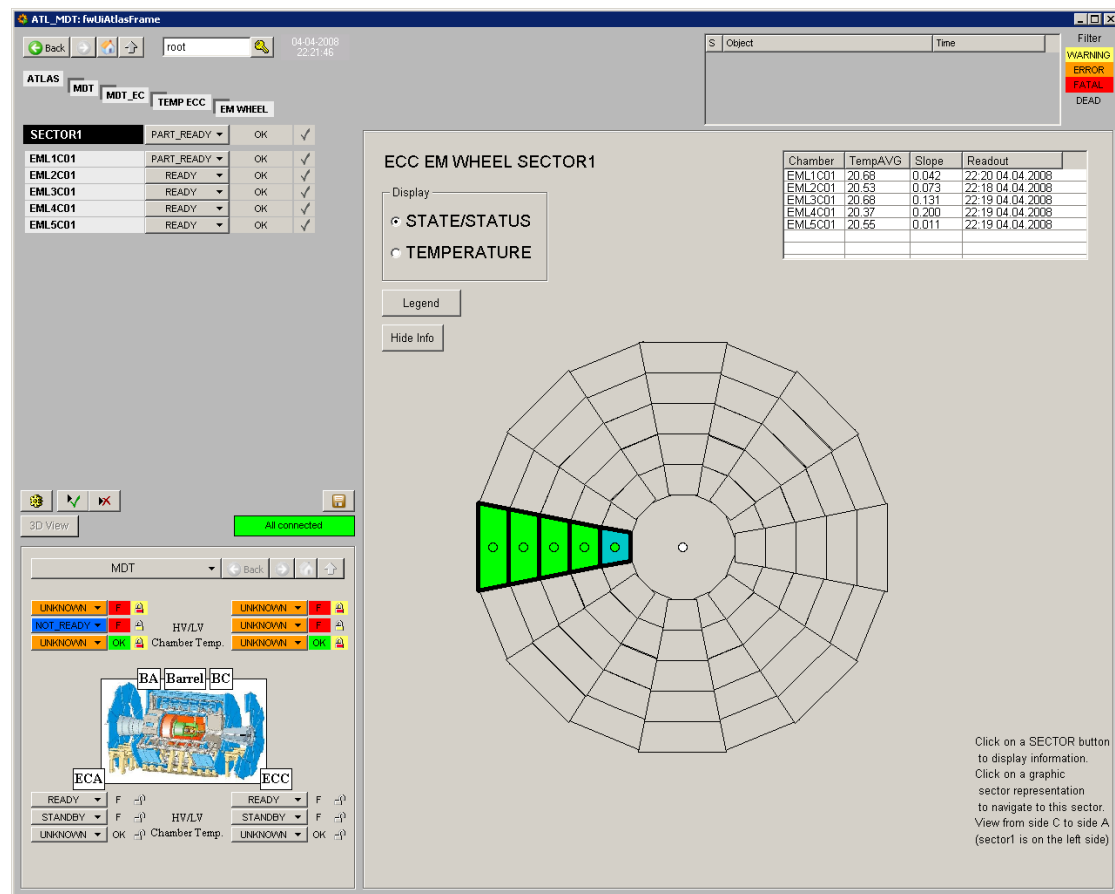 ATL_MDT: fwUiAtlasFrame
Back
root
04-04-2008
22:21:46
S Object Time
Filter
WARNING
ERROR
FATAL
DEAD
ATLAS
MDT
MDT_EC
TEMP ECC
EM WHEEL
SECTOR1 PART_READY OK
EML1C01 PART_READY OK
EML2C01 READY OK
EML3C01 READY OK
EML4C01 READY OK
EML5C01 READY OK
ECC EM WHEEL SECTOR1
Display
STATE/STATUS
TEMPERATURE
Legend
Hide Info
Chamber TempAVG Slope Readout
EML1C01 20.68 0.042 22:20 04.04.2008
EML2C01 20.53 0.073 22:18 04.04.2008
EML3C01 20.68 0.131 22:19 04.04.2008
EML4C01 20.37 0.200 22:19 04.04.2008
EML5C01 20.55 0.011 22:19 04.04.2008
3D View
All connected
MDT Back
UNKNOWN F UNKNOWN F
NOT_READY F HV/LV UNKNOWN F
UNKNOWN OK Chamber Temp. UNKNOWN OK
BA Barrel BC
ECA ECC
READY F READY F
STANDBY F HV/LV STANDBY F
UNKNOWN OK Chamber Temp. UNKNOWN OK
Click on a SECTOR button
to display information.
Click on a graphic
sector representation
to navigate to this sector.
View from side C to side A
(sector1 is on the left side)